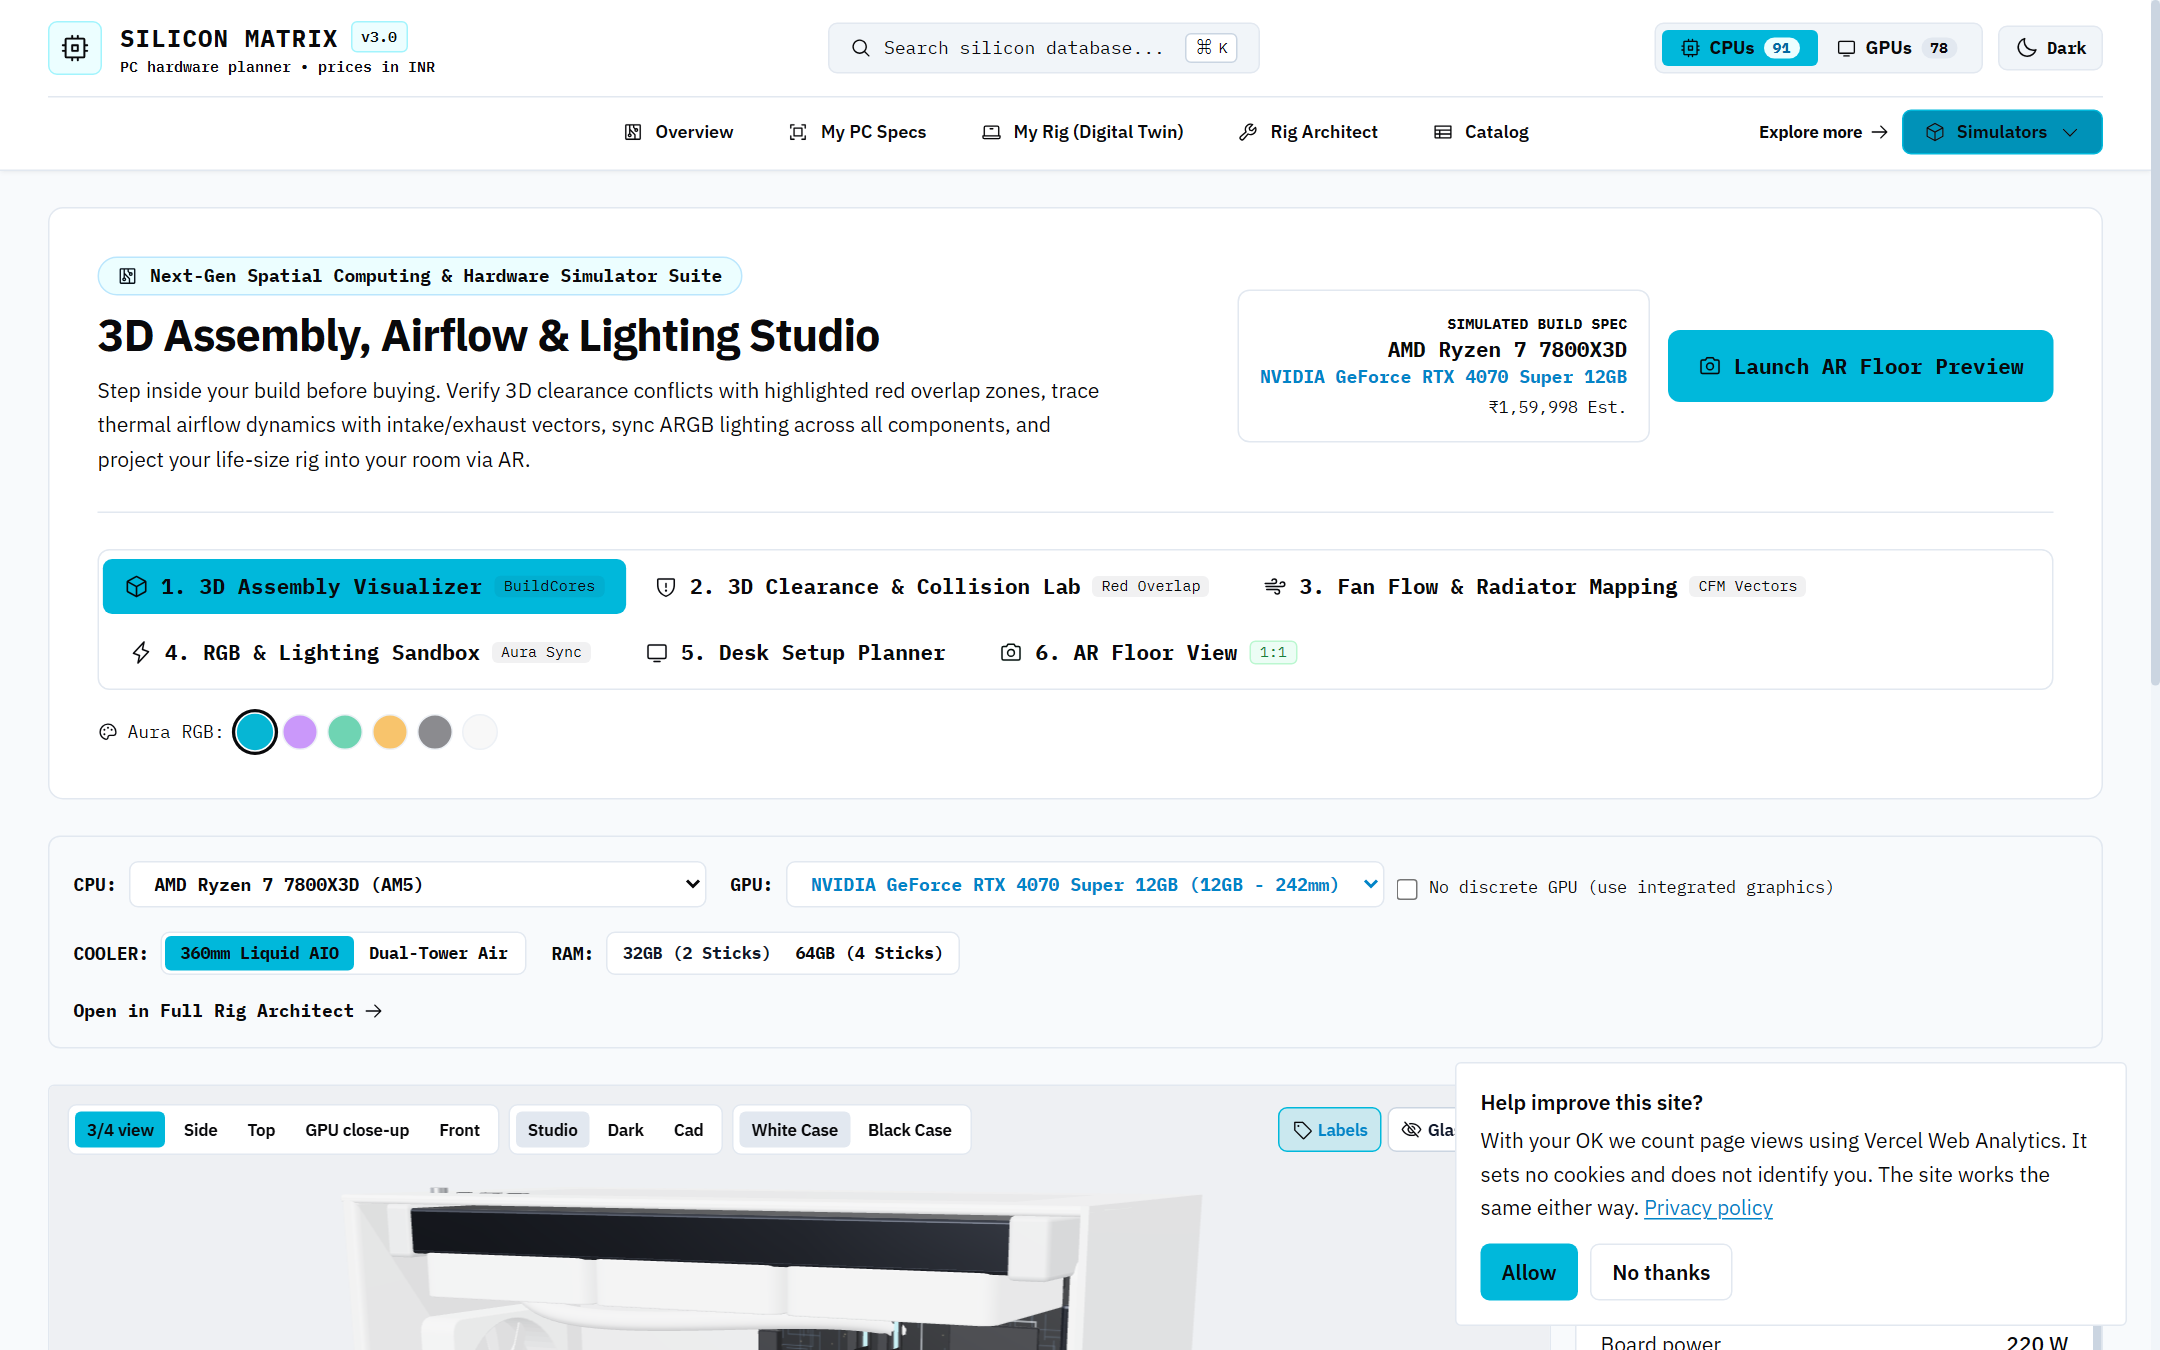 SILICON MATRIX v3.0
PC hardware planner • prices in INR
Search silicon database... ⌘ K
CPUs 91 GPUs 78
Dark
Overview My PC Specs My Rig (Digital Twin) Rig Architect Catalog
Explore more → Simulators
Next-Gen Spatial Computing & Hardware Simulator Suite
3D Assembly, Airflow & Lighting Studio
Step inside your build before buying. Verify 3D clearance conflicts with highlighted red overlap zones, trace
thermal airflow dynamics with intake/exhaust vectors, sync ARGB lighting across all components, and
project your life-size rig into your room via AR.
SIMULATED BUILD SPEC
AMD Ryzen 7 7800X3D
NVIDIA GeForce RTX 4070 Super 12GB
₹1,59,998 Est.
Launch AR Floor Preview
1. 3D Assembly Visualizer BuildCores 2. 3D Clearance & Collision Lab Red Overlap 3. Fan Flow & Radiator Mapping CFM Vectors
4. RGB & Lighting Sandbox Aura Sync 5. Desk Setup Planner 6. AR Floor View 1:1
Aura RGB:
CPU: AMD Ryzen 7 7800X3D (AM5) GPU: NVIDIA GeForce RTX 4070 Super 12GB (12GB - 242mm) No discrete GPU (use integrated graphics)
COOLER: 360mm Liquid AIO Dual-Tower Air RAM: 32GB (2 Sticks) 64GB (4 Sticks)
Open in Full Rig Architect →
3/4 view Side Top GPU close-up Front Studio Dark Cad White Case Black Case Labels
Help improve this site?
With your OK we count page views using Vercel Web Analytics. It
sets no cookies and does not identify you. The site works the
same either way. Privacy policy
Allow No thanks
Board power 220 W